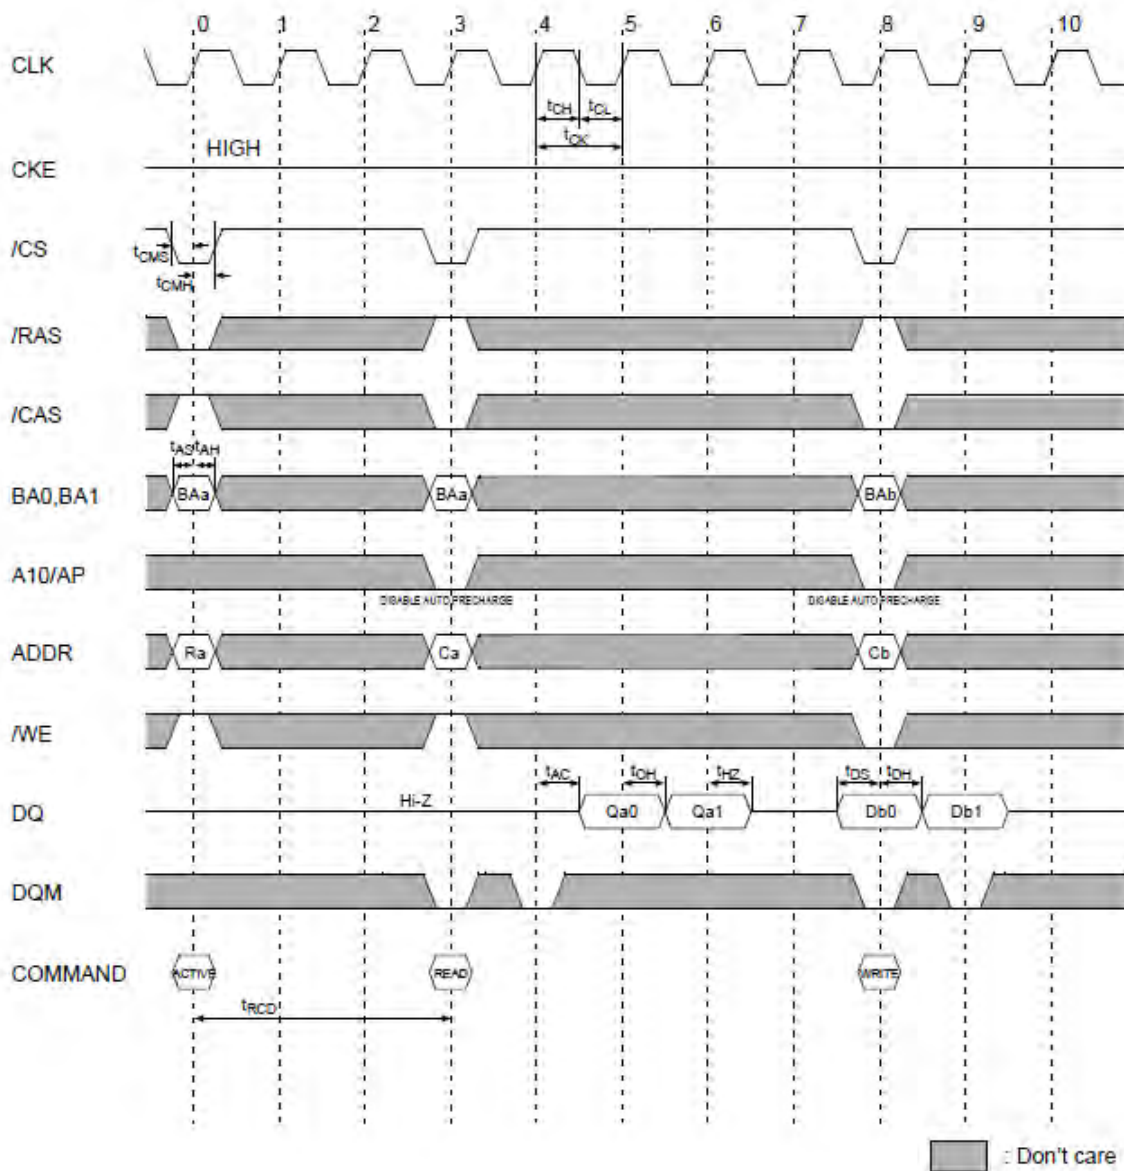 0 1 2 3 4 5 6 7 8 9 10
CLK
tCH tCL
tCK
HIGH
CKE
/CS
tCMS
tCMH
/RAS
/CAS
tAS tAH
BA0,BA1 BAa BAa BAb
A10/AP
DISABLE AUTO PRECHARGE DISABLE AUTO PRECHARGE
ADDR Ra Ca Cb
/WE
tAC tOH tHZ tDS tDH
Hi-Z
DQ Qa0 Qa1 Db0 Db1
DQM
COMMAND ACTIVE READ WRITE
tRCD
: Don't care